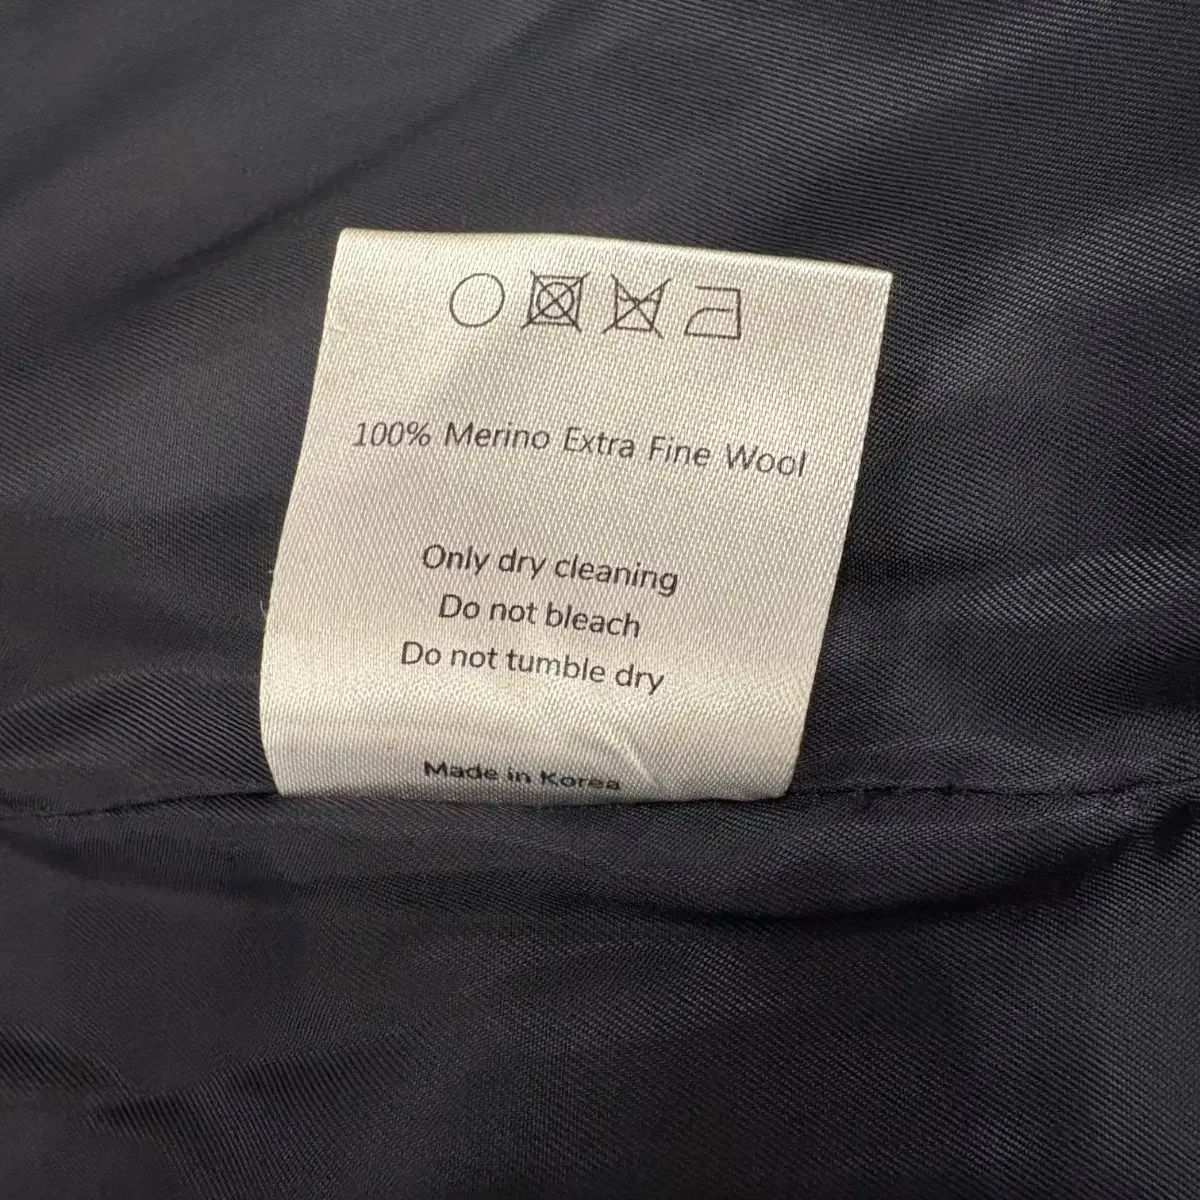 100% Merino Extra Fine Wool
Only dry cleaning
Do not bleach
Do not tumble dry
Made in Korea